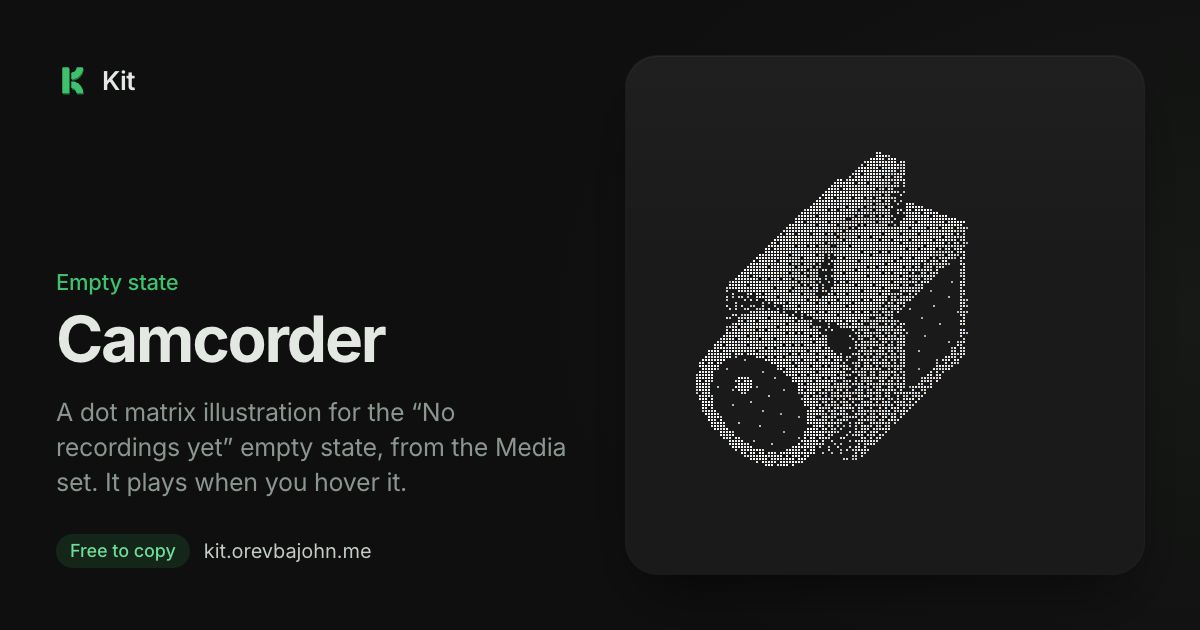 Kit
Empty state
Camcorder
A dot matrix illustration for the “No
recordings yet” empty state, from the Media
set. It plays when you hover it.
Free to copy
kit.orevbajohn.me